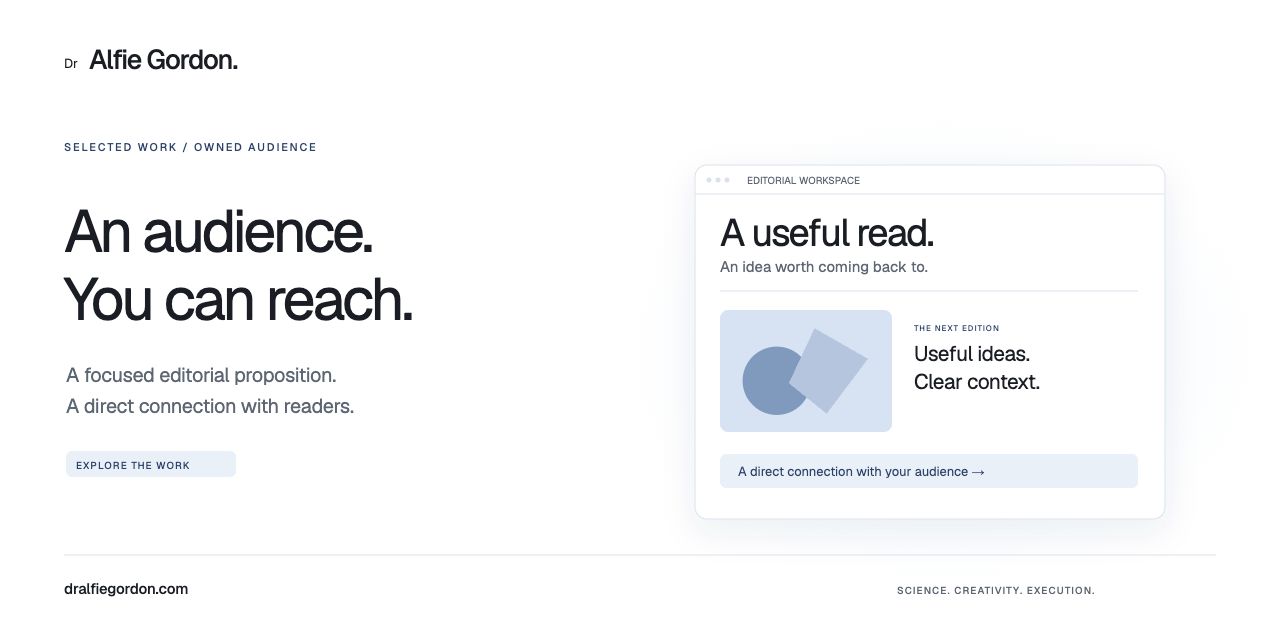 Dr Alfie Gordon.
SELECTED WORK / OWNED AUDIENCE
An audience.
You can reach.
A focused editorial proposition.
A direct connection with readers.
EXPLORE THE WORK
EDITORIAL WORKSPACE
A useful read.
An idea worth coming back to.
THE NEXT EDITION
Useful ideas.
Clear context.
A direct connection with your audience →
dralfiegordon.com
SCIENCE. CREATIVITY. EXECUTION.